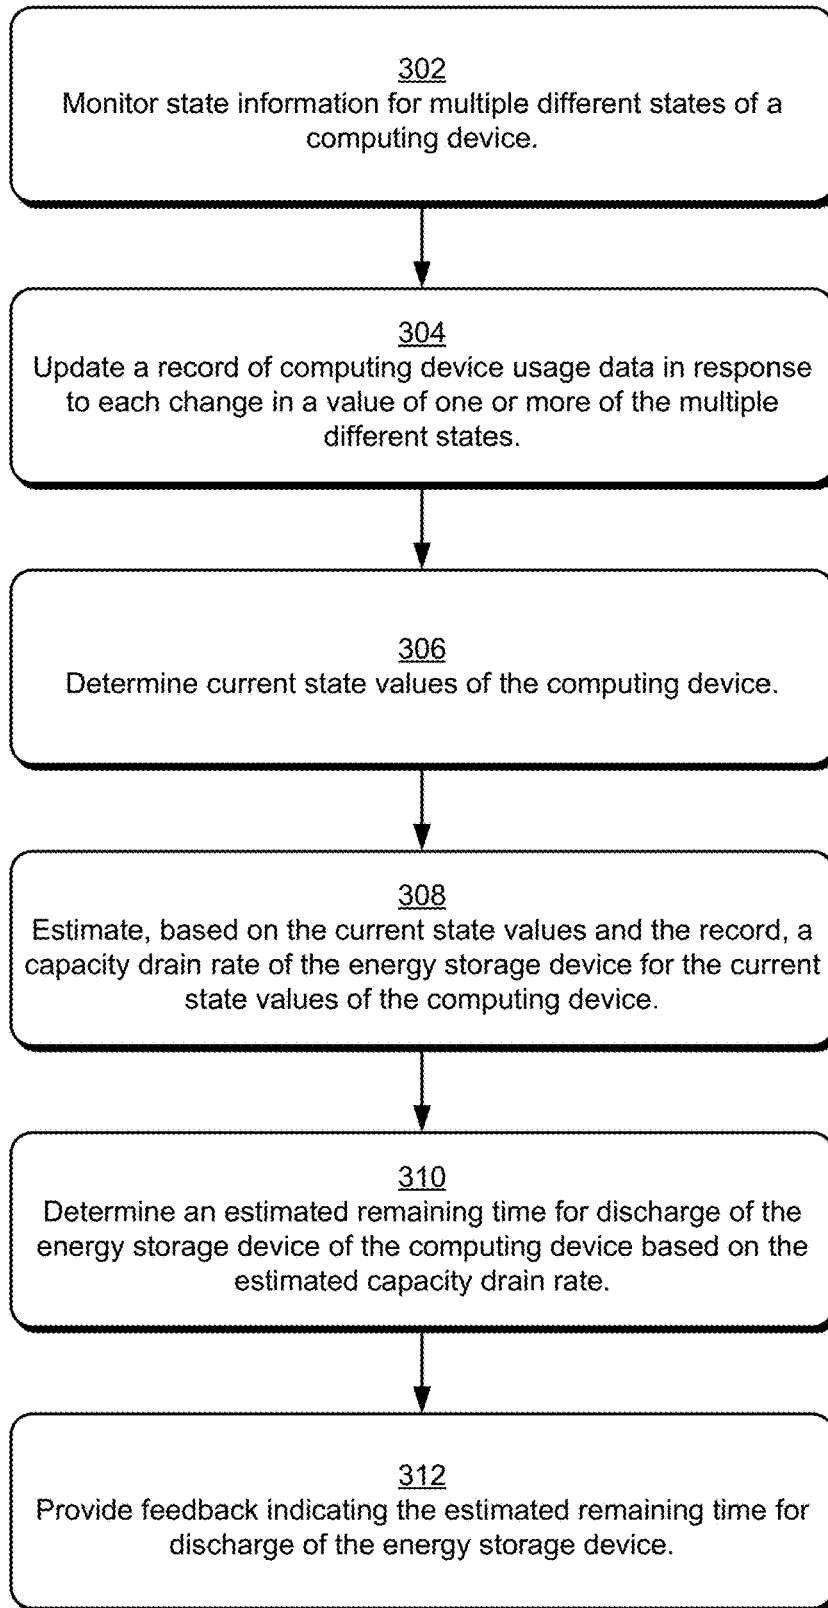 302
Monitor state information for multiple different states of a
computing device.
304
Update a record of computing device usage data in response
to each change in a value of one or more of the multiple
different states.
306
Determine current state values of the computing device.
308
Estimate, based on the current state values and the record, a
capacity drain rate of the energy storage device for the current
state values of the computing device.
310
Determine an estimated remaining time for discharge of the
energy storage device of the computing device based on the
estimated capacity drain rate.
312
Provide feedback indicating the estimated remaining time for
discharge of the energy storage device.